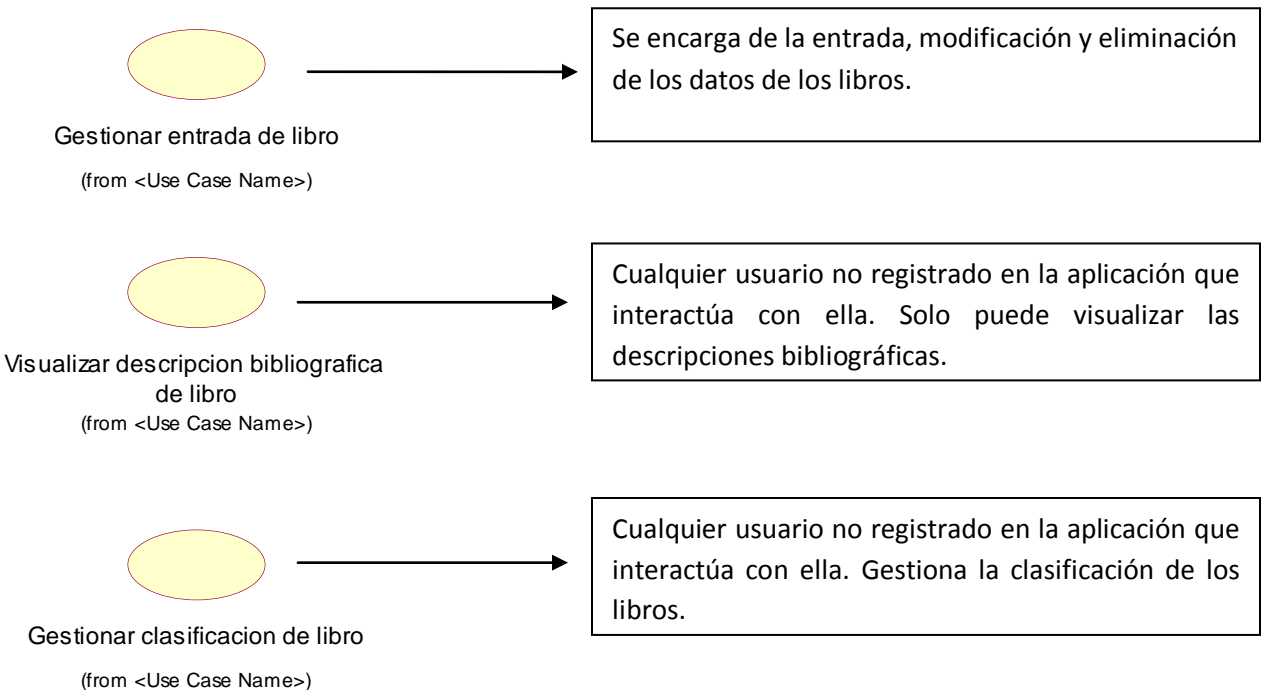 Se encarga de la entrada, modificación y eliminación
de los datos de los libros.
Gestionar entrada de libro
(from <Use Case Name>)
Cualquier usuario no registrado en la aplicación que
interactúa con ella. Solo puede visualizar las
descripciones bibliográficas.
Visualizar descripcion bibliografica
de libro
(from <Use Case Name>)
Cualquier usuario no registrado en la aplicación que
interactúa con ella. Gestiona la clasificación de los
libros.
Gestionar clasificacion de libro
(from <Use Case Name>)